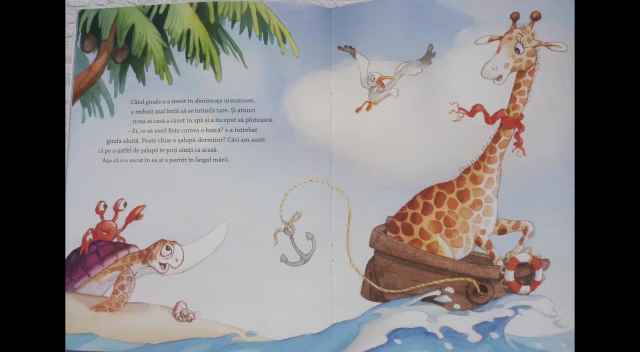 Când girafa s-a trezit în dimineața următoare,
a trebuit mai întâi să se întindă tare. Și atunci
noua ei casă a căzut în apă și a început să plutească.
– Ei, ce să vezi? Este cumva o barcă? s-a întrebat
girafa uluită. Poate chiar o șalupă-dormitor? Căci am auzit
că pe o astfel de șalupă te poți simți ca acasă.
Așa că s-a urcat în ea și a pornit în largul mării.